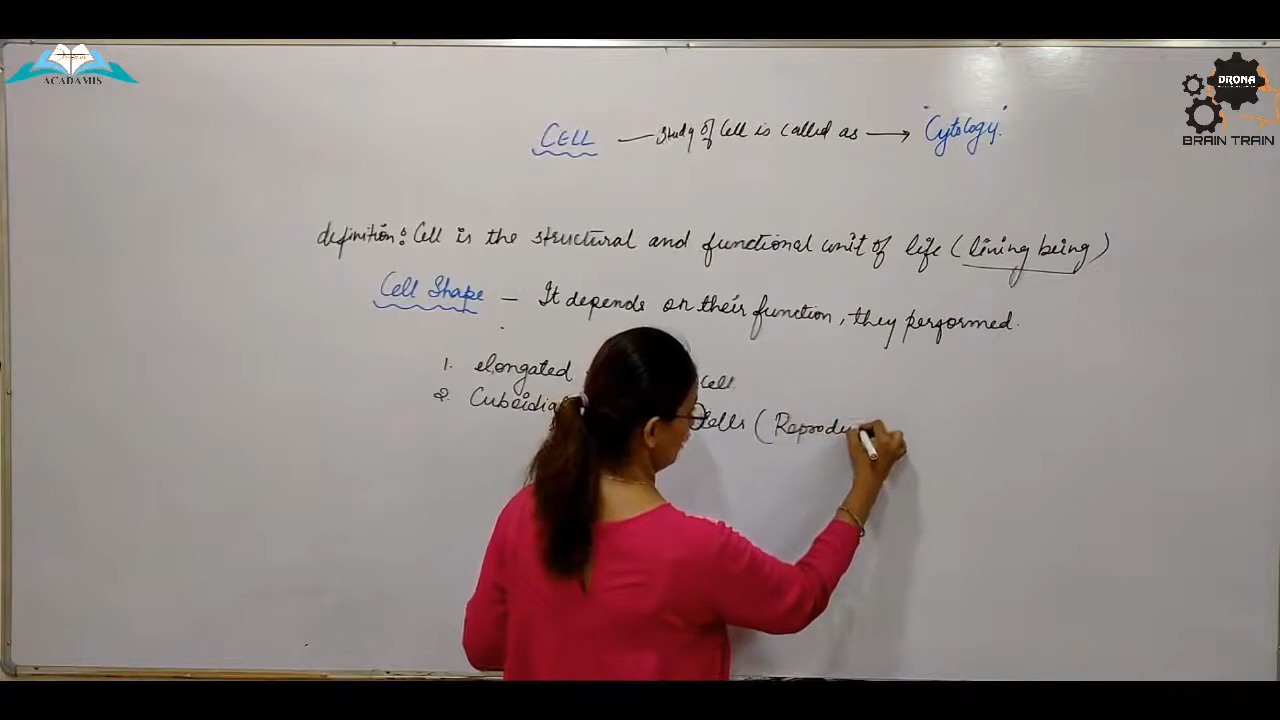 ACADAMIS
DRONA
BRAIN TRAIN
CELL — Study of Cell is called as → "Cytology"
definition: Cell is the structural and functional unit of life (living being)
Cell Shape — It depends on their function, they performed.
1. elongated cell.
2. Cuboidial Cells (Reprodu